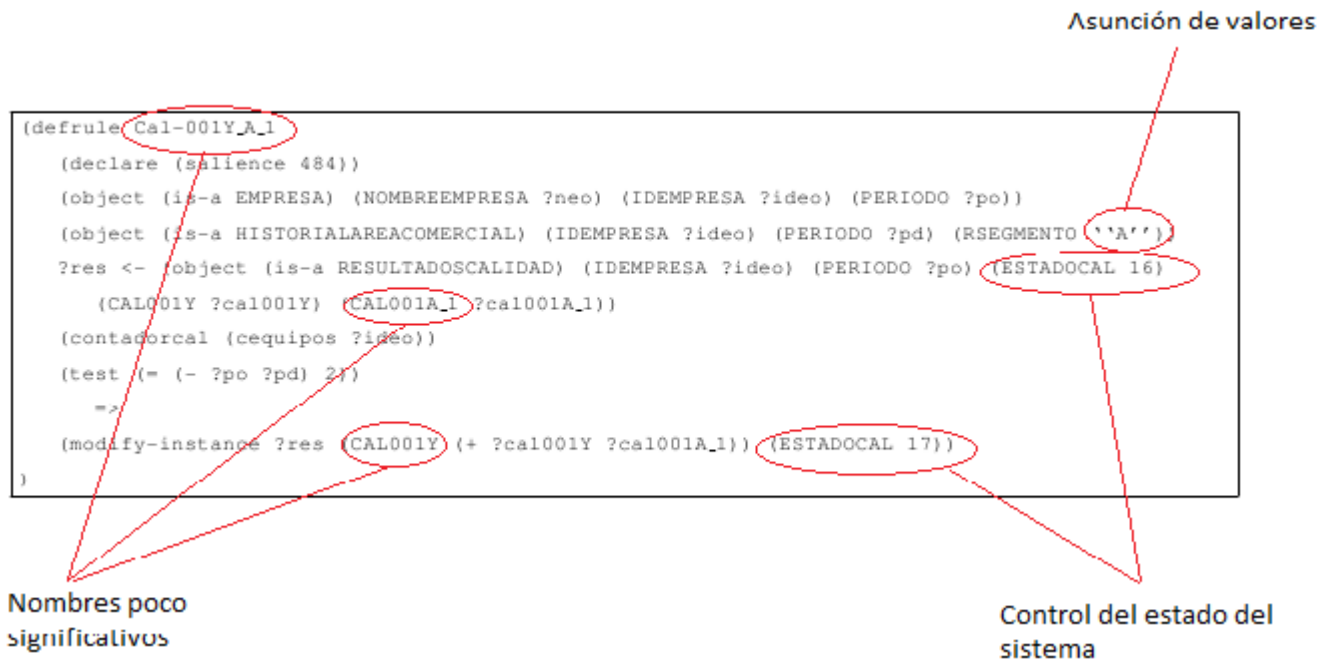 Asunción de valores
(defrule Cal-001Y_A_1
(declare (salience 484))
(object (is-a EMPRESA) (NOMBREEMPRESA ?neo) (IDEMPRESA ?ideo) (PERIODO ?po))
(object (is-a HISTORIALAREACOMERCIAL) (IDEMPRESA ?ideo) (PERIODO ?pd) (RSEGMENTO ‘‘A’’))
?res <- (object (is-a RESULTADOSCALIDAD) (IDEMPRESA ?ideo) (PERIODO ?po) (ESTADOCAL 16)
(CAL001Y ?cal001Y) (CAL001A_1 ?cal001A_1))
(contadorcal (cequipos ?ideo))
(test (= (- ?po ?pd) 2))
=>
(modify-instance ?res (CAL001Y (+ ?cal001Y ?cal001A_1)) (ESTADOCAL 17))
)
Nombres poco
significativos
Control del estado del
sistema